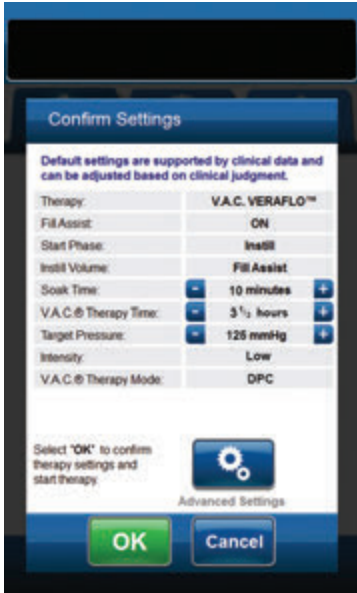 Confirm Settings
Default settings are supported by clinical data and
can be adjusted based on clinical judgment.
Therapy: V.A.C. VERAFLO™
Fill Assist: ON
Start Phase: Instill
Instill Volume: Fill Assist
Soak Time: - 10 minutes +
V.A.C.® Therapy Time: - 3 1/2 hours +
Target Pressure: - 125 mmHg +
Intensity: Low
V.A.C.® Therapy Mode: DPC
Select "OK" to confirm
therapy settings and
start therapy.
Advanced Settings
OK Cancel